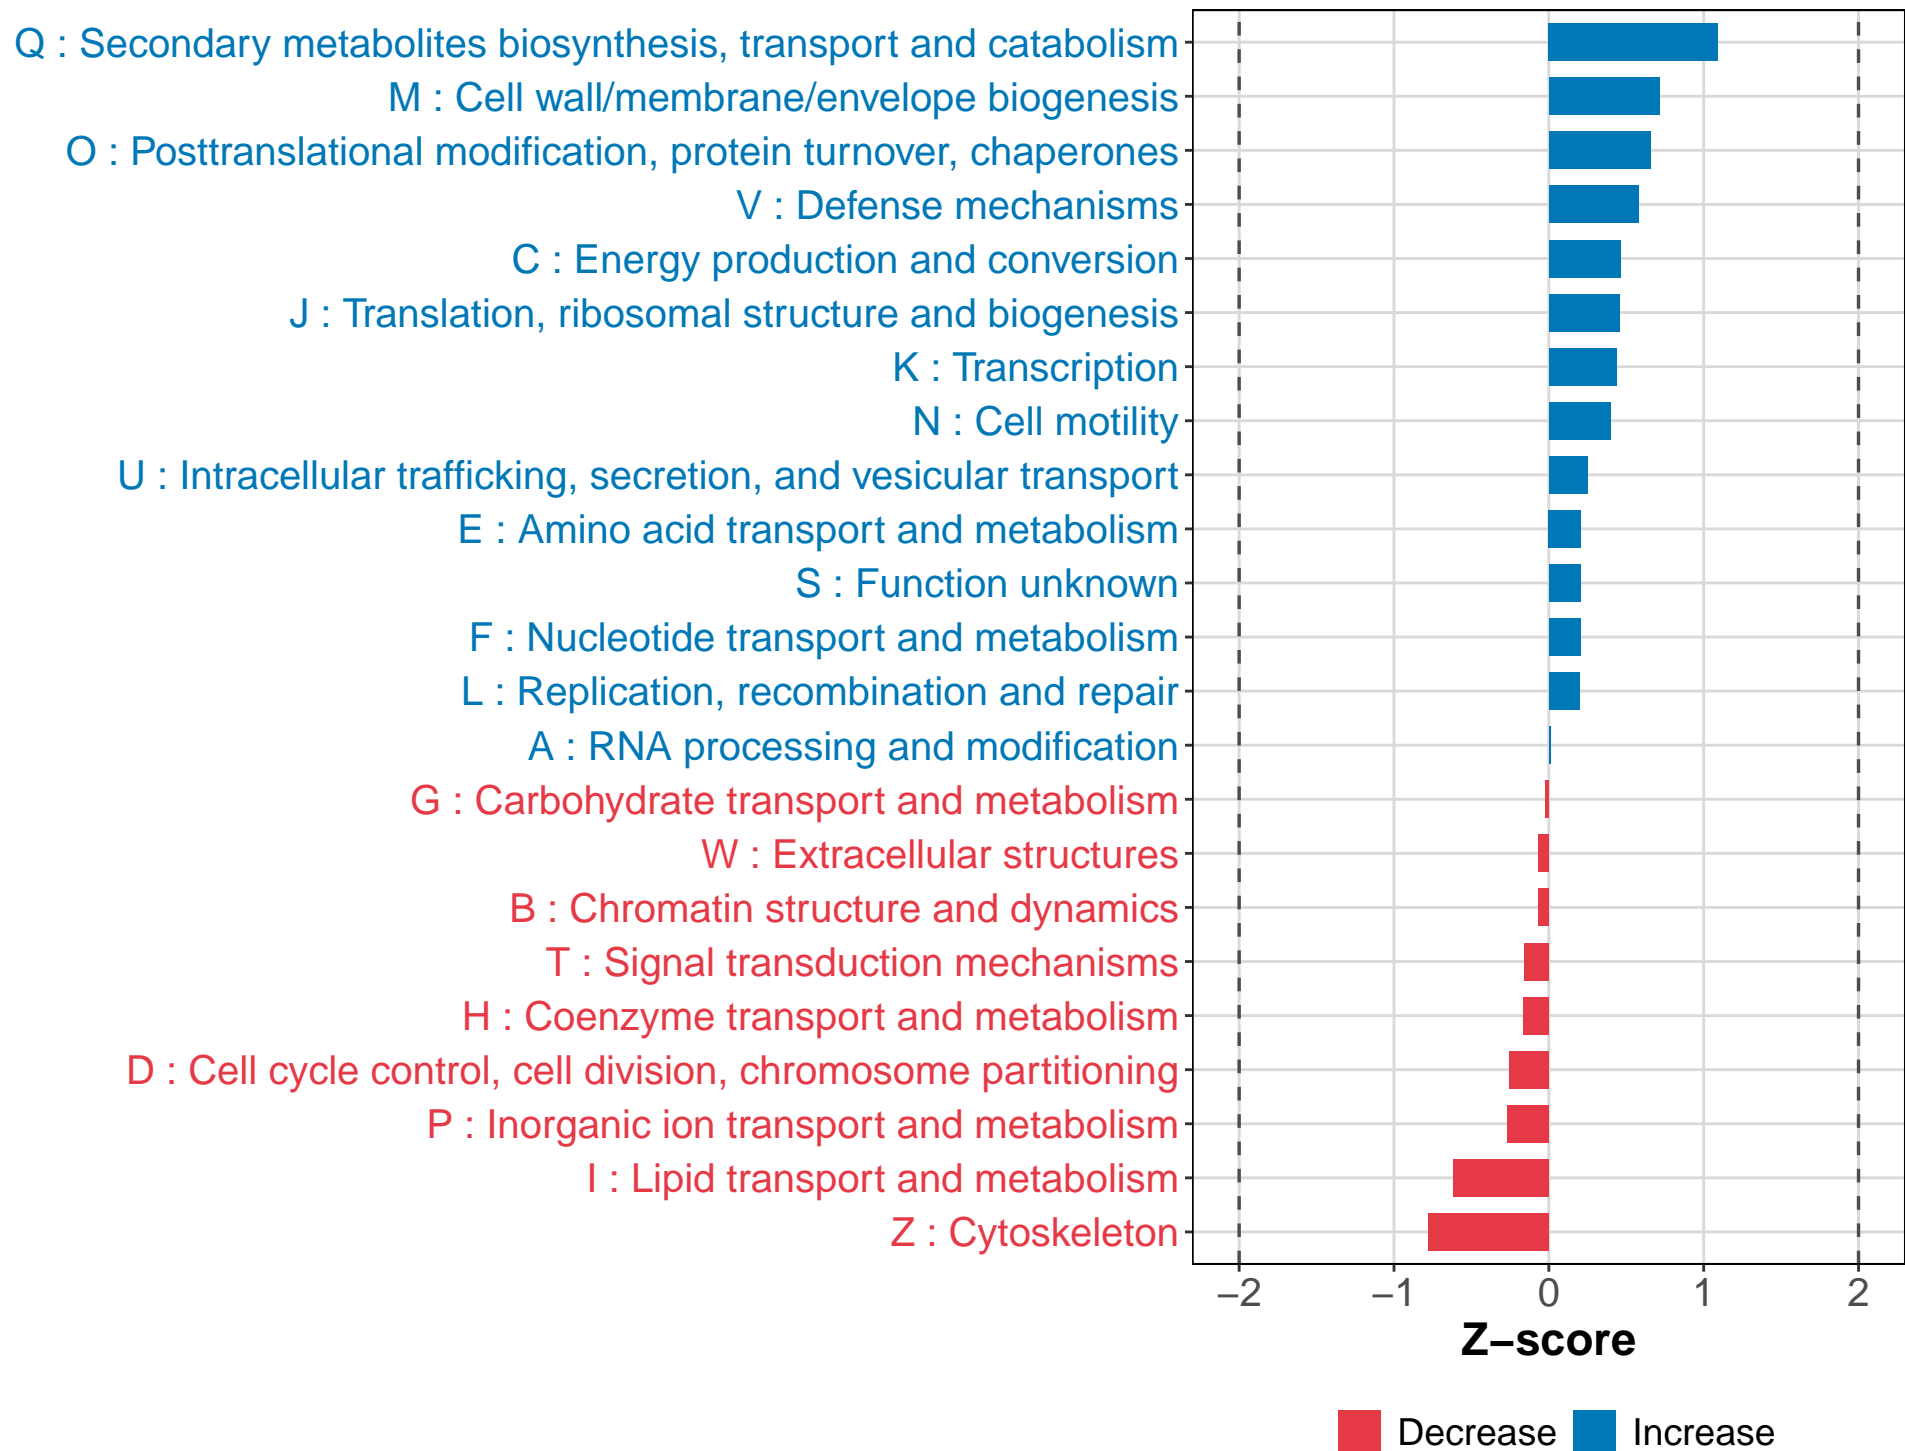 Q : Secondary metabolites biosynthesis, transport and catabolism
M : Cell wall/membrane/envelope biogenesis
O : Posttranslational modification, protein turnover, chaperones
V : Defense mechanisms
C : Energy production and conversion
J : Translation, ribosomal structure and biogenesis
K : Transcription
N : Cell motility
U : Intracellular trafficking, secretion, and vesicular transport
E : Amino acid transport and metabolism
S : Function unknown
F : Nucleotide transport and metabolism
L : Replication, recombination and repair
A : RNA processing and modification
G : Carbohydrate transport and metabolism
W : Extracellular structures
B : Chromatin structure and dynamics
T : Signal transduction mechanisms
H : Coenzyme transport and metabolism
D : Cell cycle control, cell division, chromosome partitioning
P : Inorganic ion transport and metabolism
I : Lipid transport and metabolism
Z : Cytoskeleton
−2 −1 0 1 2
Z−score
Decrease Increase